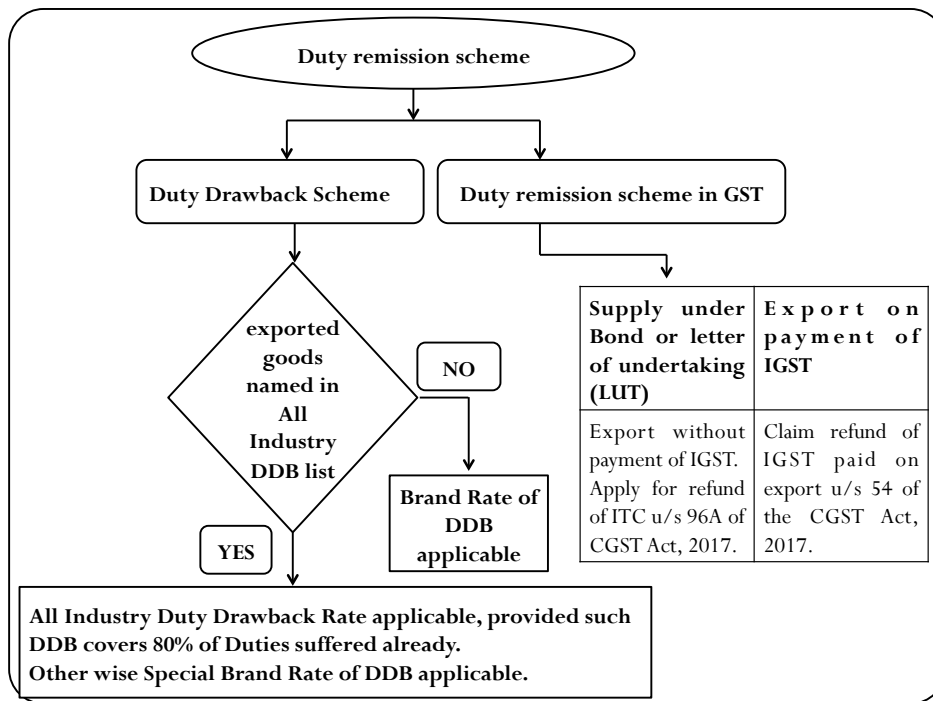 Duty remission scheme
Duty Drawback Scheme
Duty remission scheme in GST
exported
goods
named in
All
Industry
DDB list
NO
YES
Brand Rate of
DDB
applicable
Supply under
Bond or letter
of undertaking
(LUT)
Export on
payment of
IGST
Export without
payment of IGST.
Apply for refund
of ITC u/s 96A of
CGST Act, 2017.
Claim refund of
IGST paid on
export u/s 54 of
the CGST Act,
2017.
All Industry Duty Drawback Rate applicable, provided such
DDB covers 80% of Duties suffered already.
Other wise Special Brand Rate of DDB applicable.